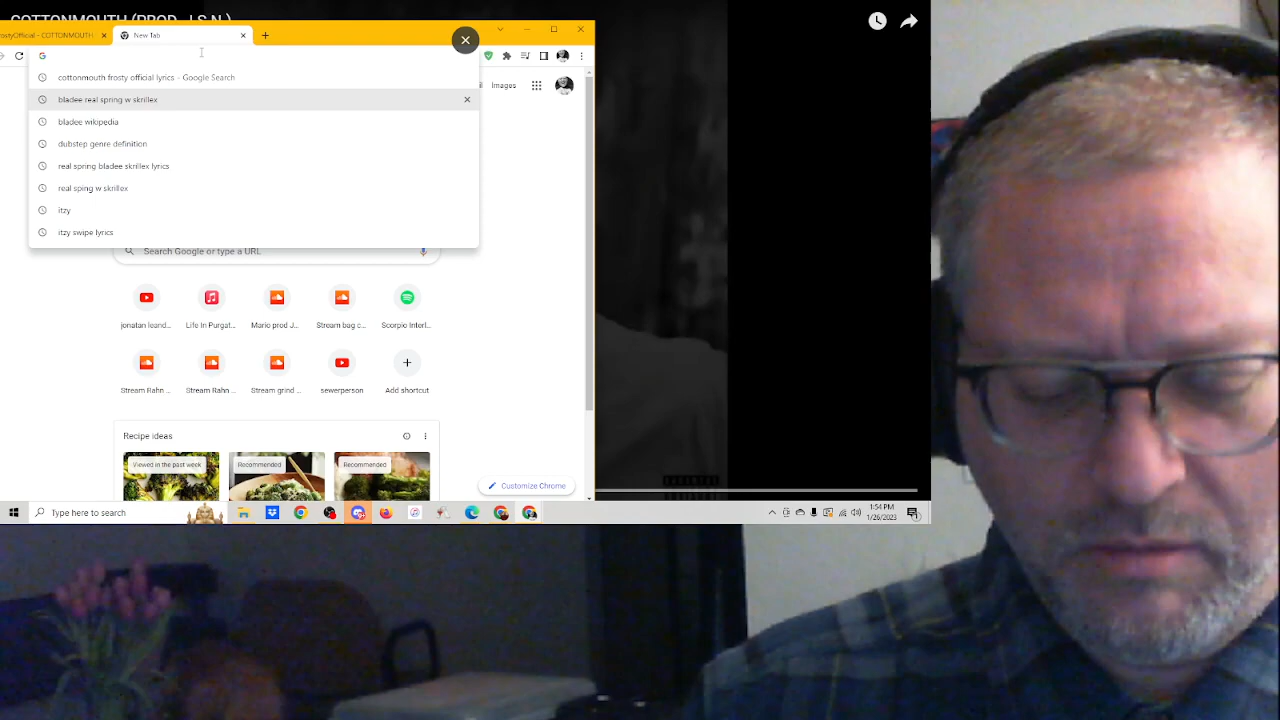 COTTONMOUTH (PROD. J.S.N.)
rostyOfficial - COTTONMOUTH
New Tab
cottonmouth frosty official lyrics - Google Search
bladee real spring w skrillex
Images
bladee wikipedia
dubstep genre definition
real spring bladee skrillex lyrics
real sping w skrillex
itzy
itzy swipe lyrics
Search Google or type a URL
jonatan leand...
Life In Purgat...
Mario prod J...
Stream bag c...
Scorpio Interl...
Stream Rahn ...
Stream Rahn ...
Stream grind ...
sewerperson
Add shortcut
Recipe ideas
Viewed in the past week
Recommended
Recommended
Customize Chrome
Type here to search
1:54 PM
1/26/2023